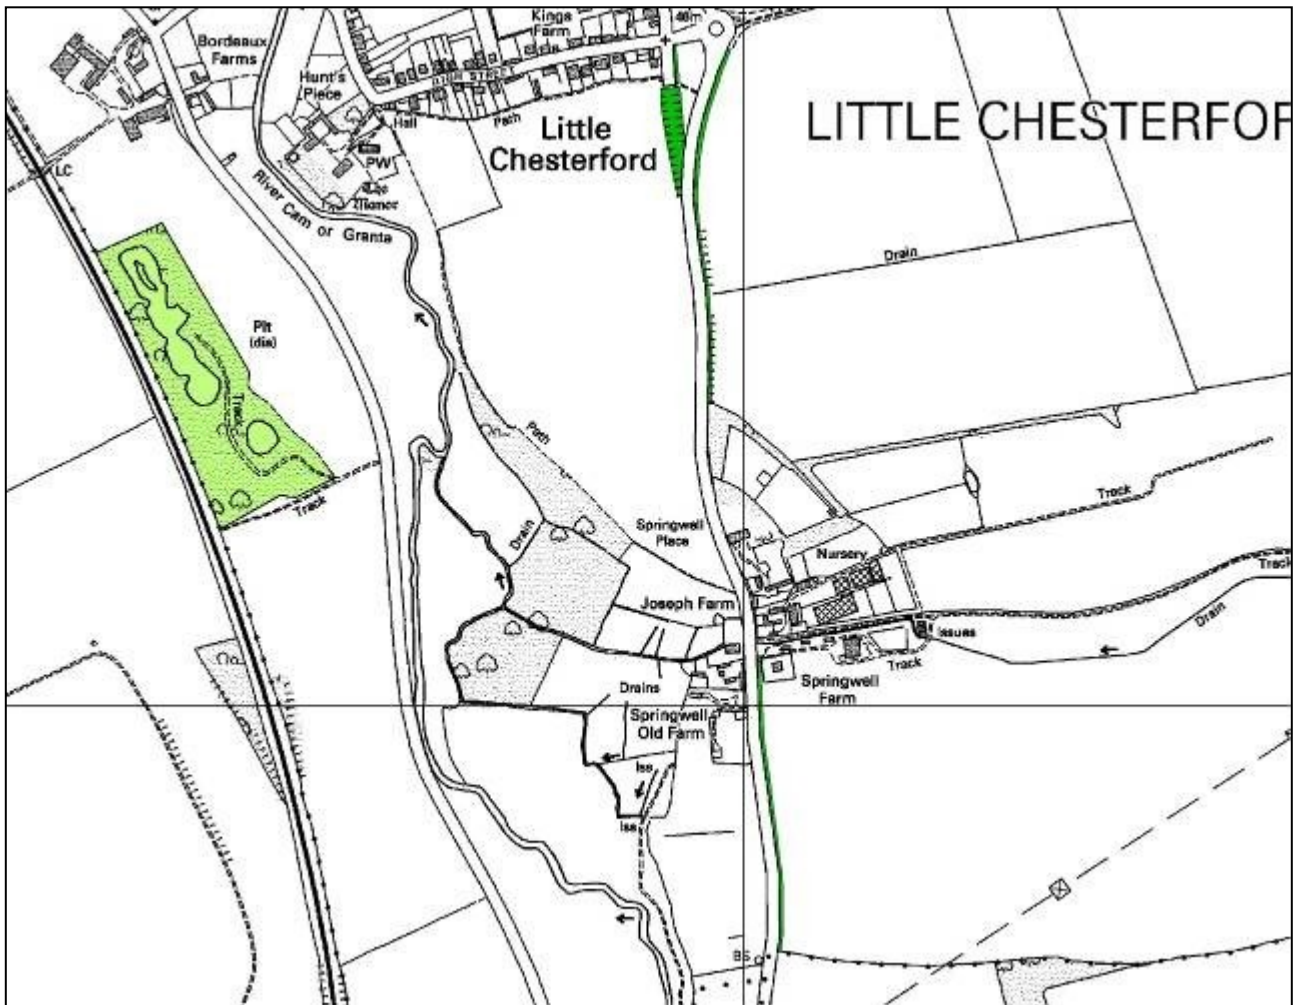 Kings
Farm
46m
Bordeaux
Farms
Hunt's
Piece
HIGH STREET
Hall
Path
Little
Chesterford
LITTLE CHESTERFOR
PW
The
Manor
LC
River Cam or Granta
Drain
Pit
(dis)
Track
Track
Path
Drain
Springwell
Place
Track
Nursery
Joseph Farm
Track
Drain
Issues
Track
Springwell
Farm
Drains
Springwell
Old Farm
Iss
Iss
BS